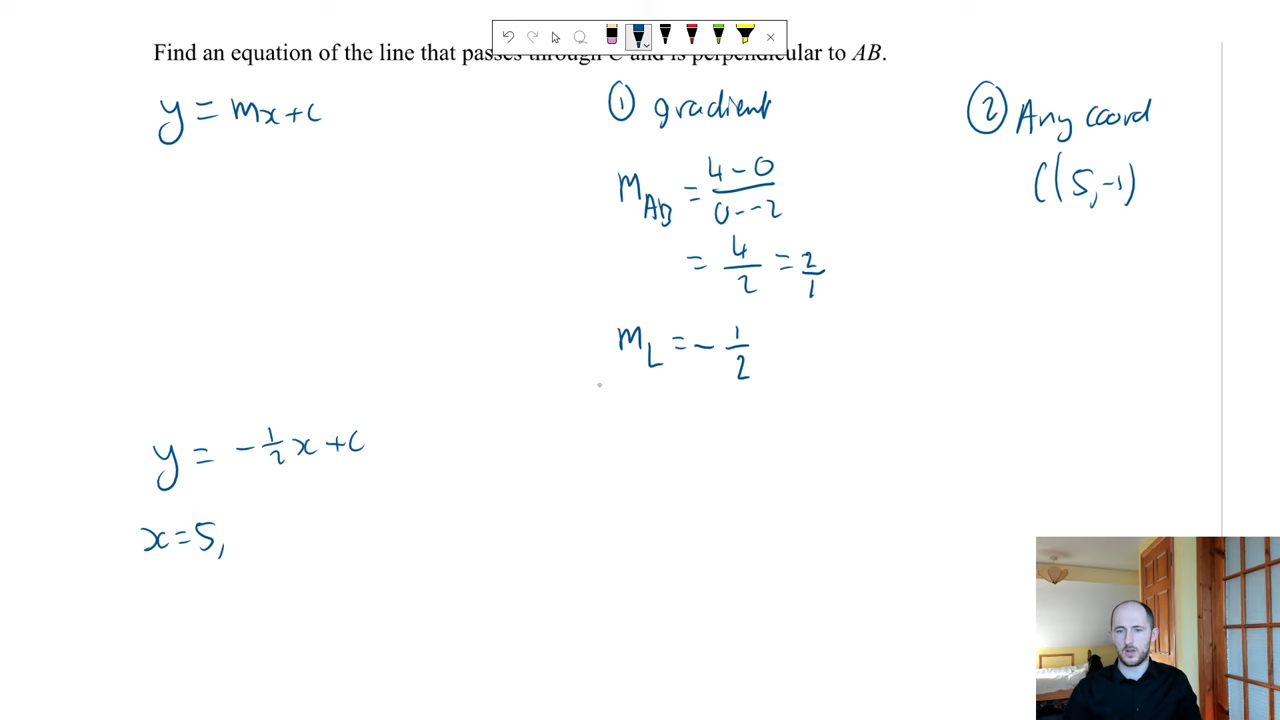 Find an equation of the line that passes through C and is perpendicular to AB.
y = mx+c
① gradient
m_AB = 4-0 / 0--2
= 4/2 = 2/1
m_L = -1/2
② Any coord
C(5,-1)
y = -1/2 x + c
x=5,